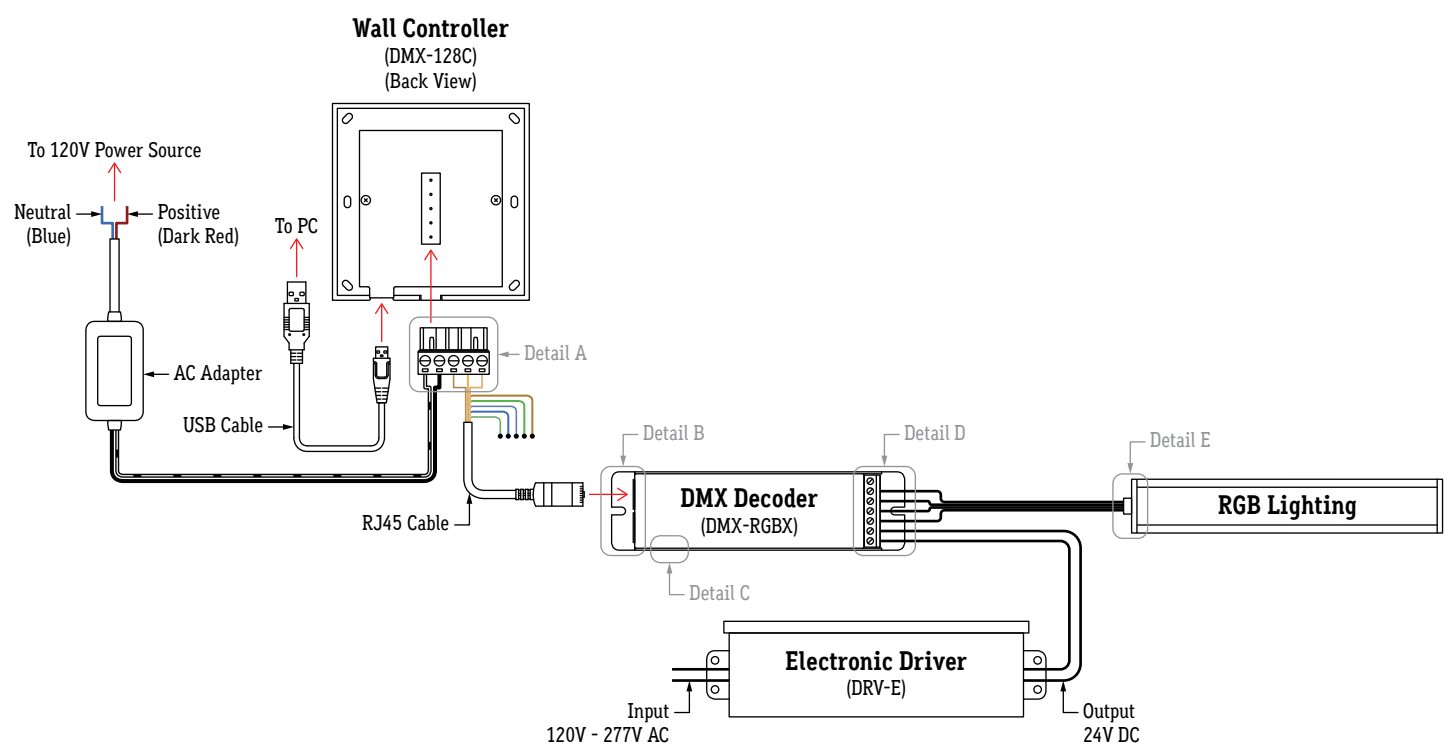 Wall Controller
(DMX-128C)
(Back View)
To 120V Power Source
Neutral
(Blue)
Positive
(Dark Red)
To PC
AC Adapter
USB Cable
Detail A
RJ45 Cable
Detail B
Detail C
Detail D
Detail E
DMX Decoder
(DMX-RGBX)
RGB Lighting
Electronic Driver
(DRV-E)
Input
120V - 277V AC
Output
24V DC